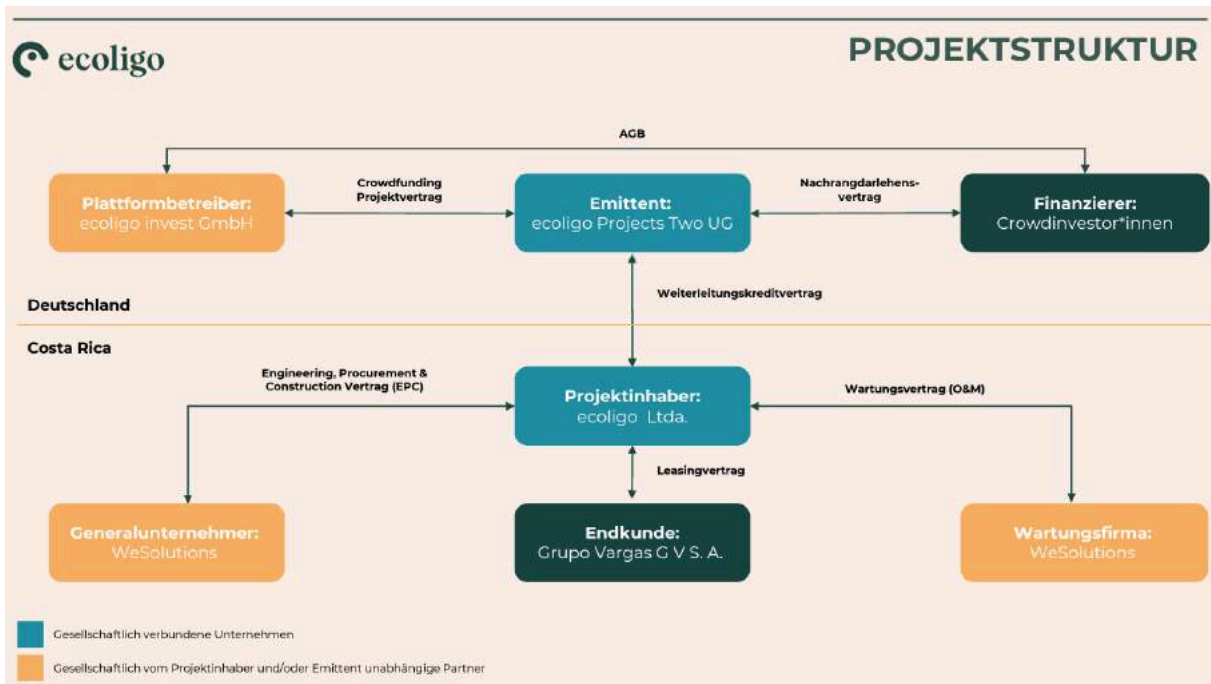 ecoligo
PROJEKTSTRUKTUR
AGB
Plattformbetreiber:
ecoligo invest GmbH
Crowdfunding
Projektvertrag
Emittent:
ecoligo Projects Two UG
Nachrangdarlehens-
vertrag
Finanzierer:
Crowdinvestor*innen
Weiterleitungskreditvertrag
Deutschland
Costa Rica
Engineering, Procurement &
Construction Vertrag (EPC)
Projektinhaber:
ecoligo Ltda.
Wartungsvertrag (O&M)
Leasingvertrag
Generalunternehmer:
WeSolutions
Endkunde:
Grupo Vargas G V S. A.
Wartungsfirma:
WeSolutions
Gesellschaftlich verbundene Unternehmen
Gesellschaftlich vom Projektinhaber und/oder Emittent unabhängige Partner